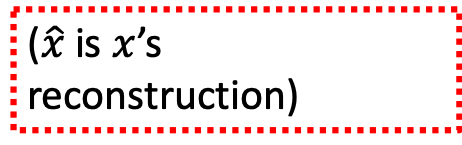 (x̂ is x’s
reconstruction)